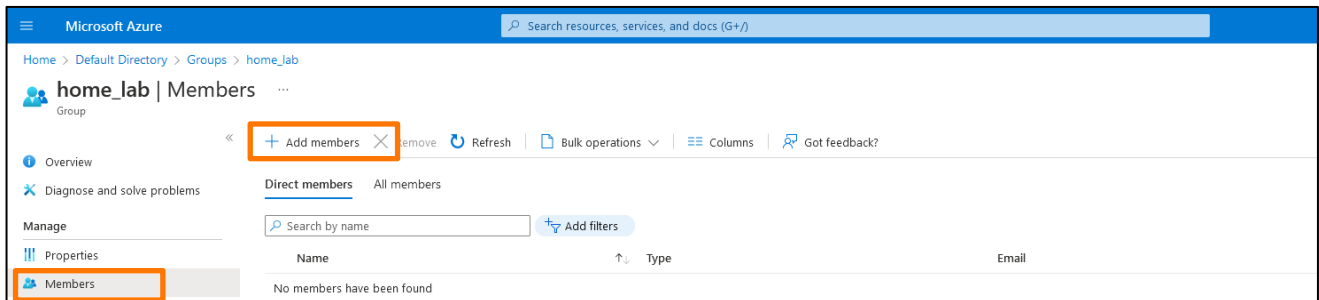 Microsoft Azure
Search resources, services, and docs (G+/)
Home > Default Directory > Groups > home_lab
home_lab | Members ...
Group
«
+ Add members × emove Refresh Bulk operations Columns Got feedback?
Overview
Diagnose and solve problems
Direct members All members
Manage
Search by name Add filters
Properties
Name ↑↓ Type Email
Members
No members have been found